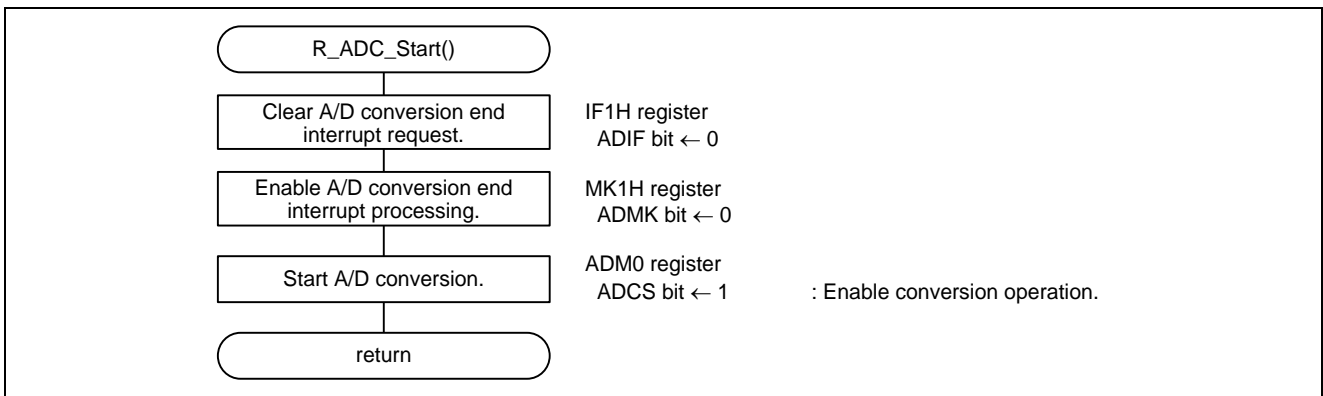 R_ADC_Start()
Clear A/D conversion end
interrupt request.
IF1H register
ADIF bit ← 0
Enable A/D conversion end
interrupt processing.
MK1H register
ADMK bit ← 0
Start A/D conversion.
ADM0 register
ADCS bit ← 1 : Enable conversion operation.
return